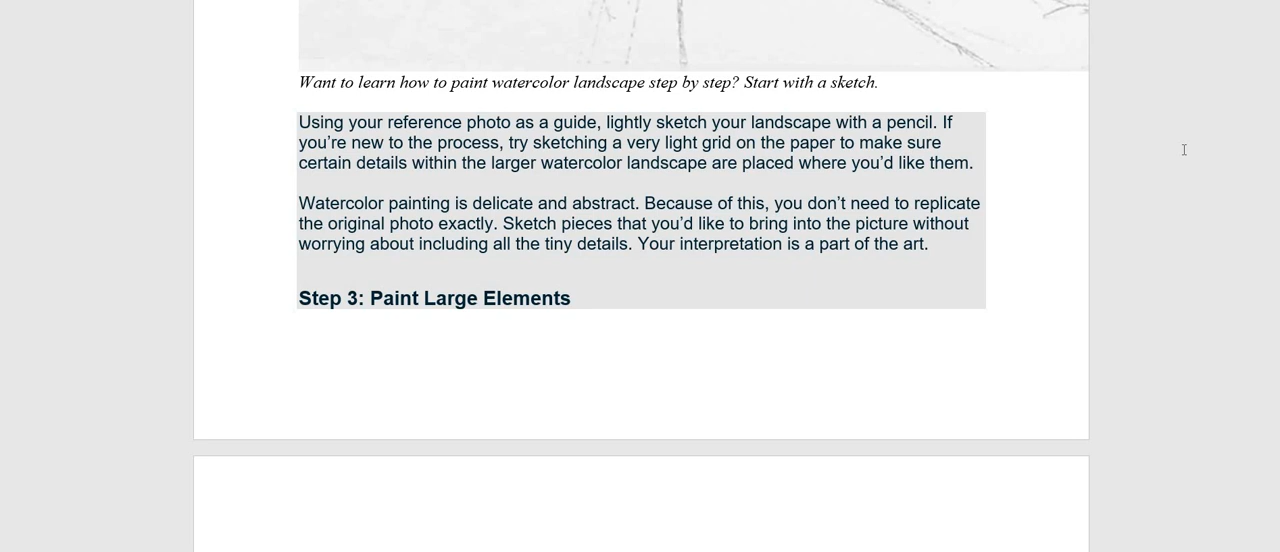 Want to learn how to paint watercolor landscape step by step? Start with a sketch.
Using your reference photo as a guide, lightly sketch your landscape with a pencil. If
you’re new to the process, try sketching a very light grid on the paper to make sure
certain details within the larger watercolor landscape are placed where you’d like them.
Watercolor painting is delicate and abstract. Because of this, you don’t need to replicate
the original photo exactly. Sketch pieces that you’d like to bring into the picture without
worrying about including all the tiny details. Your interpretation is a part of the art.
Step 3: Paint Large Elements